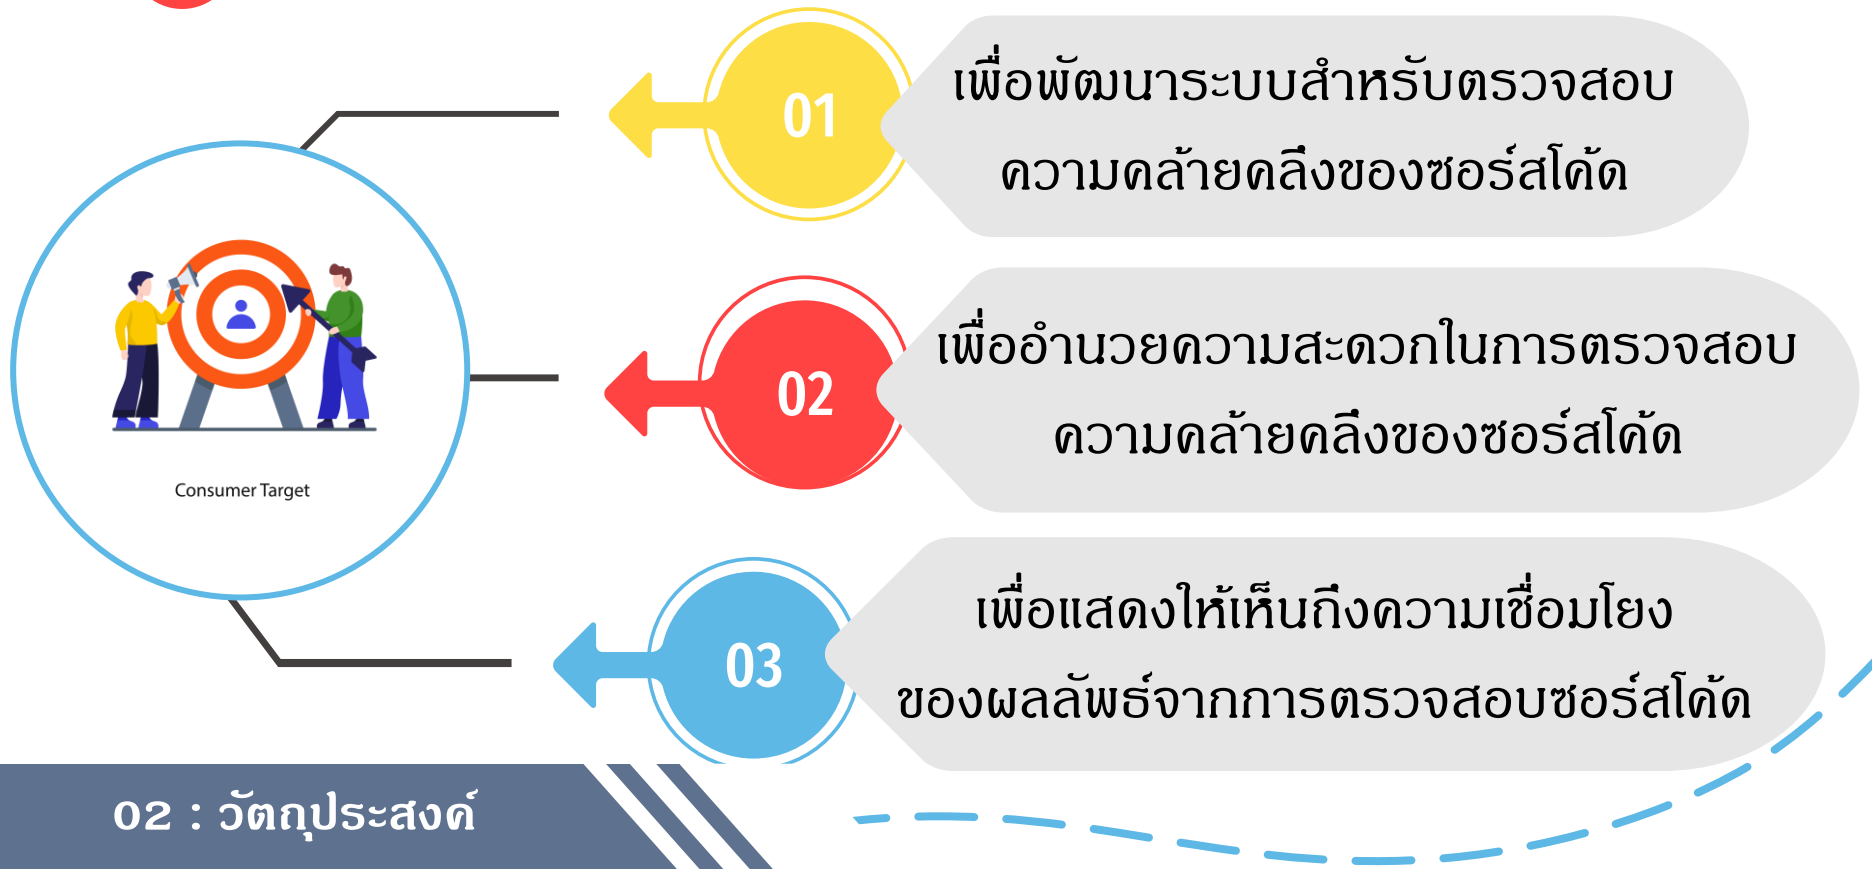 01
เพื่อพัฒนาระบบสำหรับตรวจสอบ
ความคล้ายคลึงของซอร์สโค้ด
02
เพื่ออำนวยความสะดวกในการตรวจสอบ
ความคล้ายคลึงของซอร์สโค้ด
Consumer Target
03
เพื่อแสดงให้เห็นถึงความเชื่อมโยง
ของผลลัพธ์จากการตรวจสอบซอร์สโค้ด
02 : วัตถุประสงค์